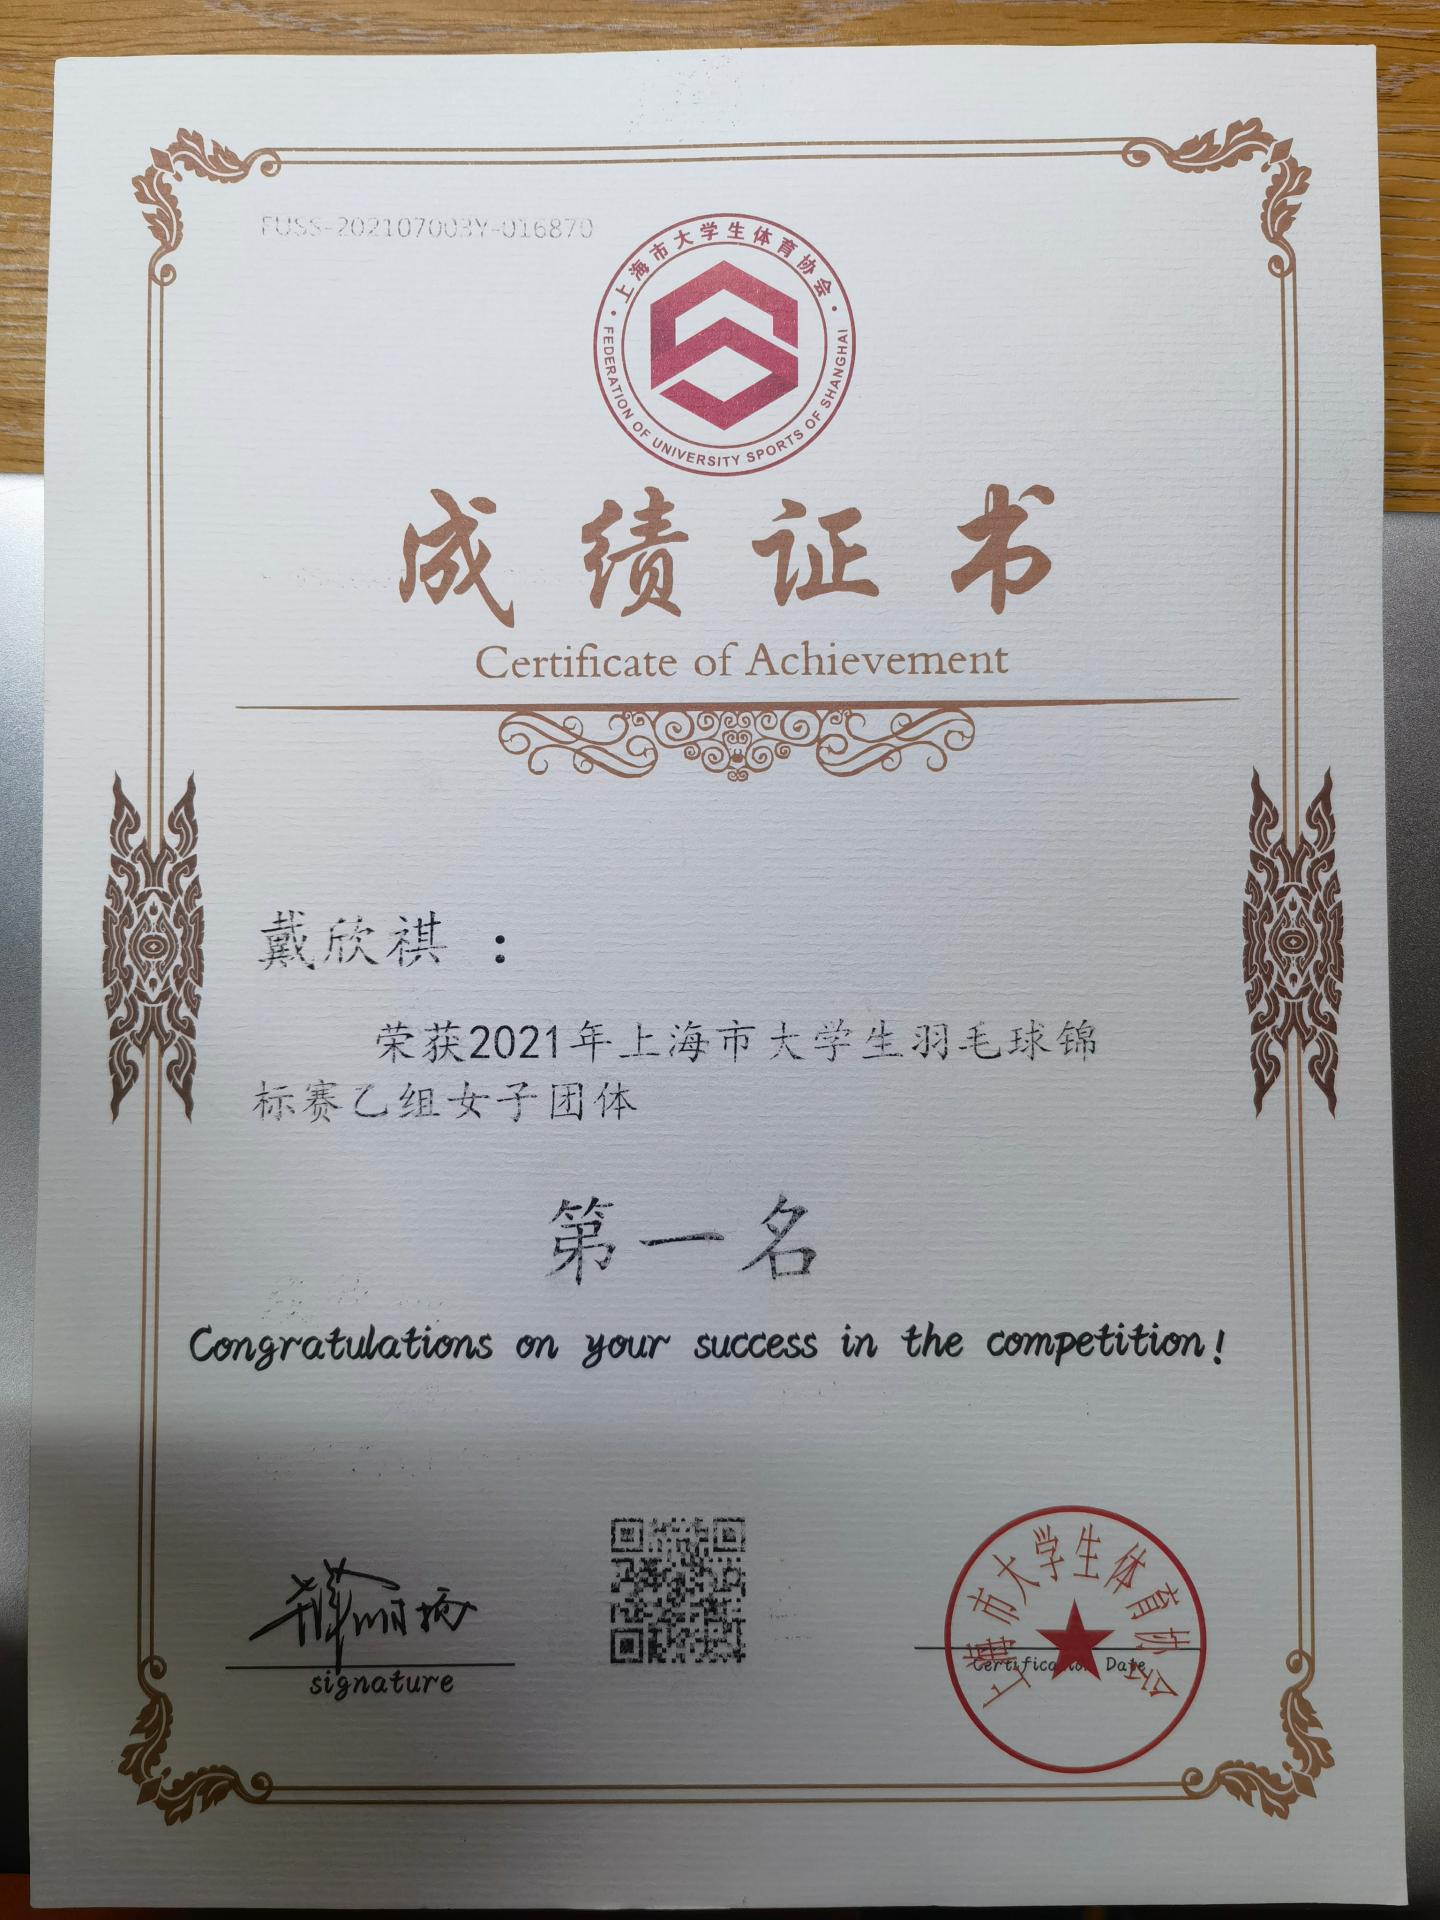 FUSS-202107003Y-016870
上海市大学生体育协会
FEDERATION OF UNIVERSITY SPORTS OF SHANGHAI
成绩证书
Certificate of Achievement
戴欣祺：
荣获2021年上海市大学生羽毛球锦
标赛乙组女子团体
第一名
Congratulations on your success in the competition!
signature
Certification Date
上海市大学生体育协会